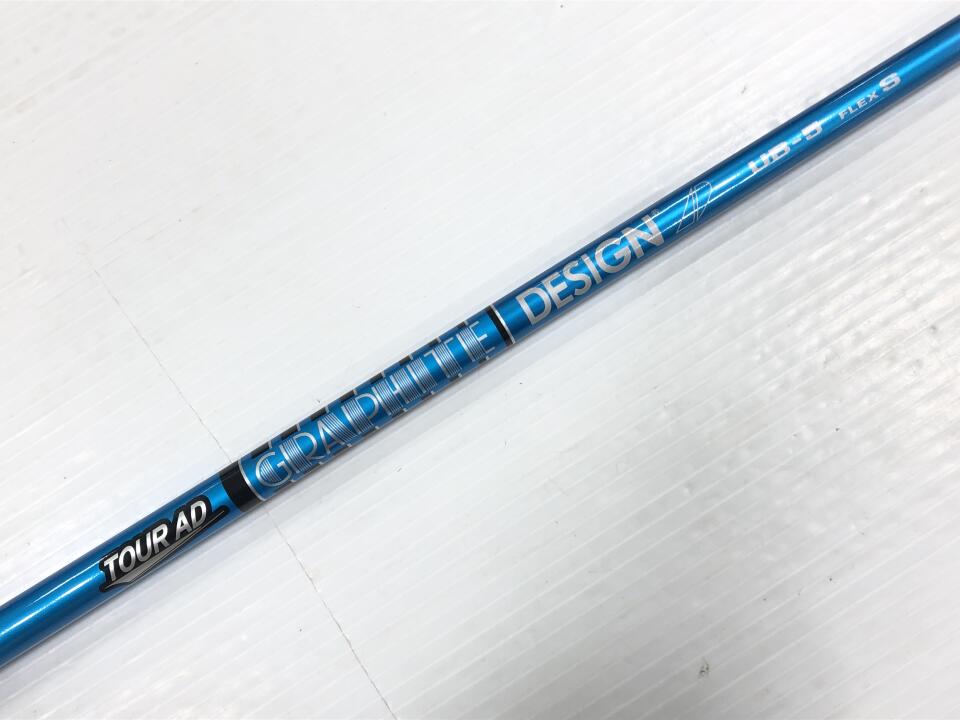 TOUR AD
GRAPHITE DESIGN®
UB-5 FLEX S